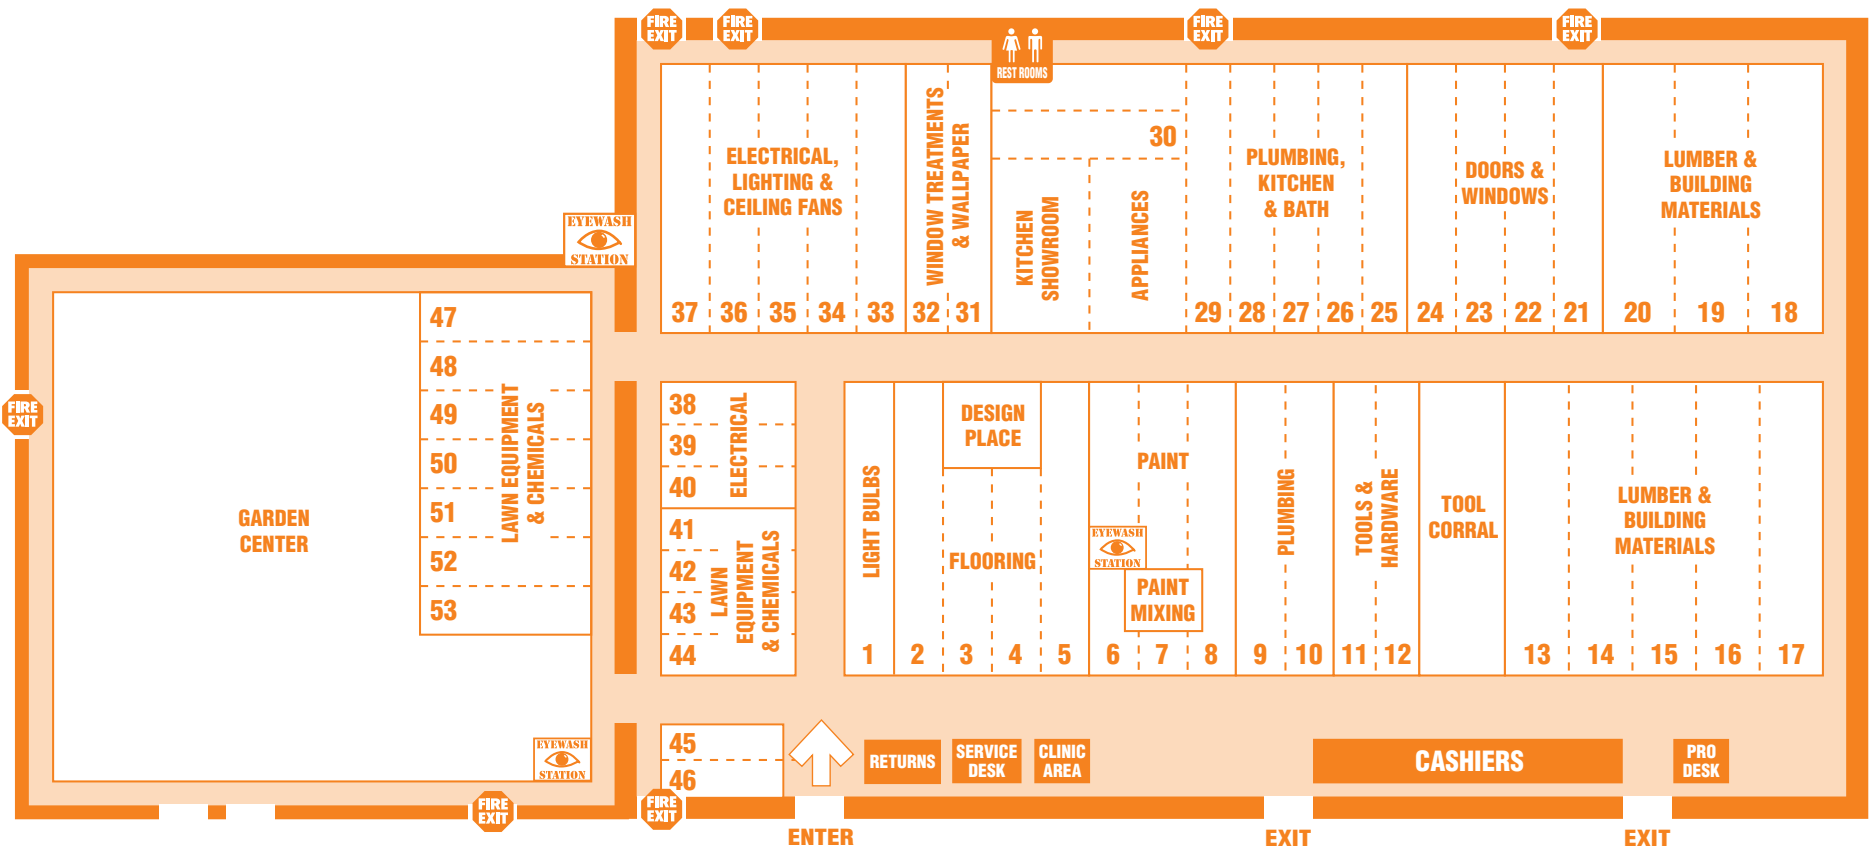 FIRE
EXIT
FIRE
EXIT
FIRE
EXIT
FIRE
EXIT
REST ROOMS
ELECTRICAL,
LIGHTING &
CEILING FANS
WINDOW TREATMENTS
& WALLPAPER
30
KITCHEN
SHOWROOM
APPLIANCES
PLUMBING,
KITCHEN
& BATH
DOORS &
WINDOWS
LUMBER &
BUILDING
MATERIALS
37 36 35 34 33 32 31 29 28 27 26 25 24 23 22 21 20 19 18
EYEWASH
STATION
FIRE
EXIT
GARDEN
CENTER
47
48
49
50
51
52
53
LAWN EQUIPMENT
& CHEMICALS
EYEWASH
STATION
FIRE
EXIT
38
39
40
ELECTRICAL
41
42
43
44
LAWN
EQUIPMENT
& CHEMICALS
45
46
FIRE
EXIT
LIGHT BULBS
DESIGN
PLACE
FLOORING
PAINT
EYEWASH
STATION
PAINT
MIXING
PLUMBING
TOOLS &
HARDWARE
TOOL
CORRAL
LUMBER &
BUILDING
MATERIALS
1 2 3 4 5 6 7 8 9 10 11 12 13 14 15 16 17
RETURNS
SERVICE
DESK
CLINIC
AREA
CASHIERS
PRO
DESK
ENTER
EXIT
EXIT